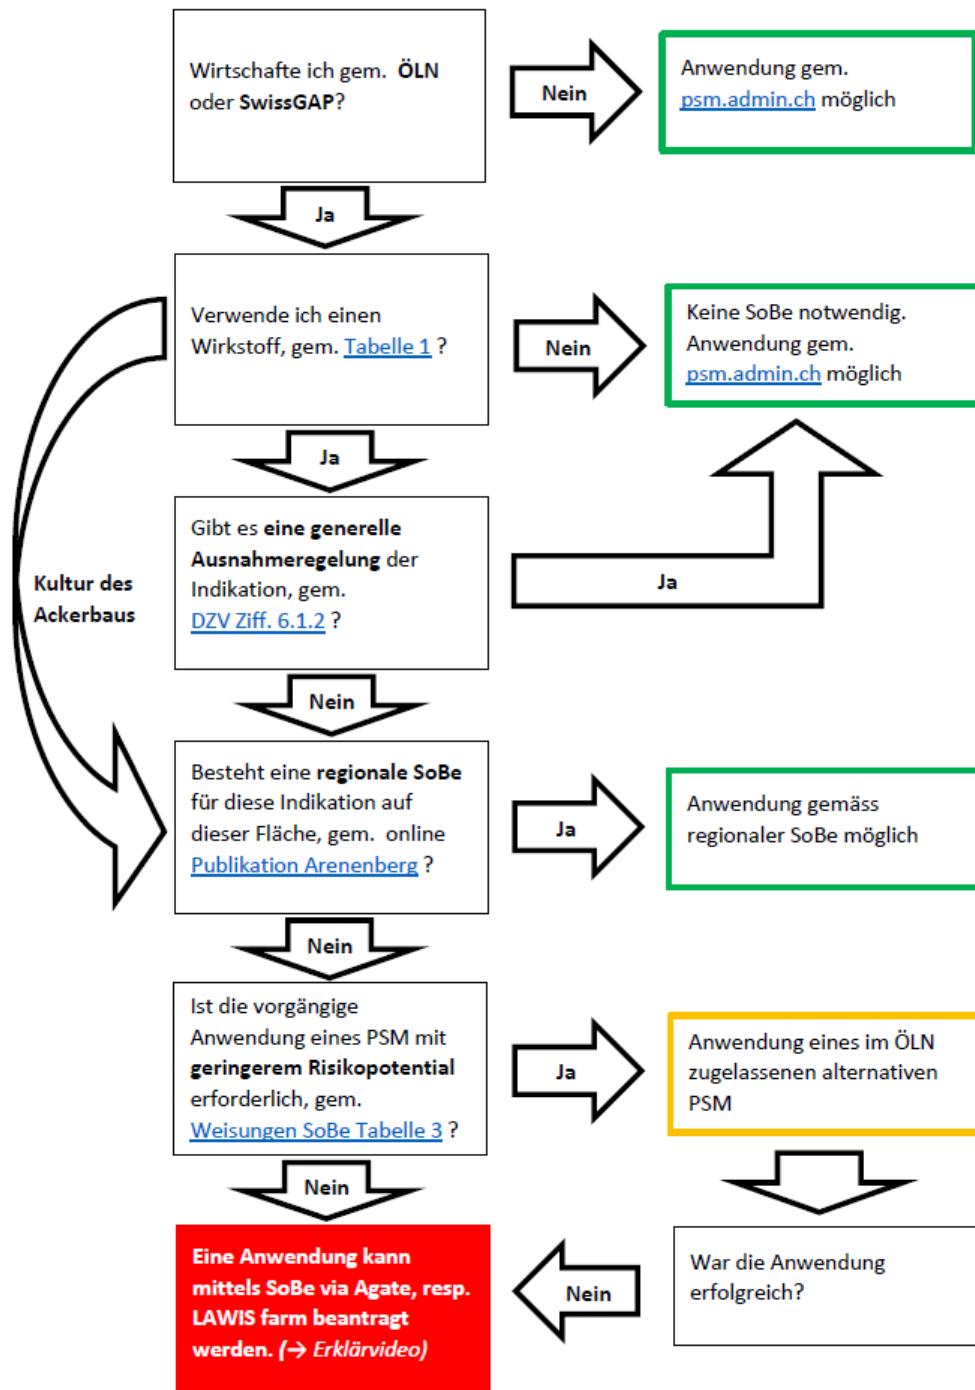 Wirtschafte ich gem. ÖLN
oder SwissGAP?
Nein
Anwendung gem.
psm.admin.ch möglich
Ja
Verwende ich einen
Wirkstoff, gem. Tabelle 1 ?
Nein
Keine SoBe notwendig.
Anwendung gem.
psm.admin.ch möglich
Ja
Gibt es eine generelle
Ausnahmeregelung der
Indikation, gem.
DZV Ziff. 6.1.2 ?
Ja
Kultur des
Ackerbaus
Nein
Besteht eine regionale SoBe
für diese Indikation auf
dieser Fläche, gem. online
Publikation Arenenberg ?
Ja
Anwendung gemäss
regionaler SoBe möglich
Nein
Ist die vorgängige
Anwendung eines PSM mit
geringerem Risikopotential
erforderlich, gem.
Weisungen SoBe Tabelle 3 ?
Ja
Anwendung eines im ÖLN
zugelassenen alternativen
PSM
Nein
Eine Anwendung kann
mittels SoBe via Agate, resp.
LAWIS farm beantragt
werden. (→ Erklärvideo)
Nein
War die Anwendung
erfolgreich?